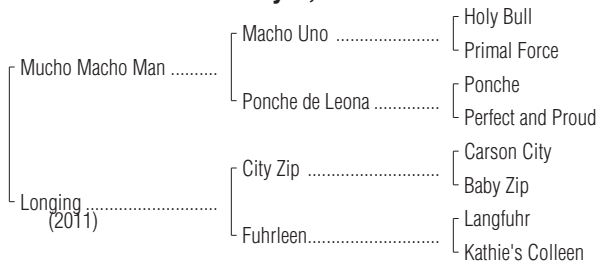 Holy Bull
Macho Uno ....................
Primal Force
Mucho Macho Man ..........
Ponche
Ponche de Leona .............
Perfect and Proud
Carson City
City Zip .........................
Baby Zip
Longing ............................
(2011)
Langfuhr
Fuhrleen..........................
Kathie's Colleen